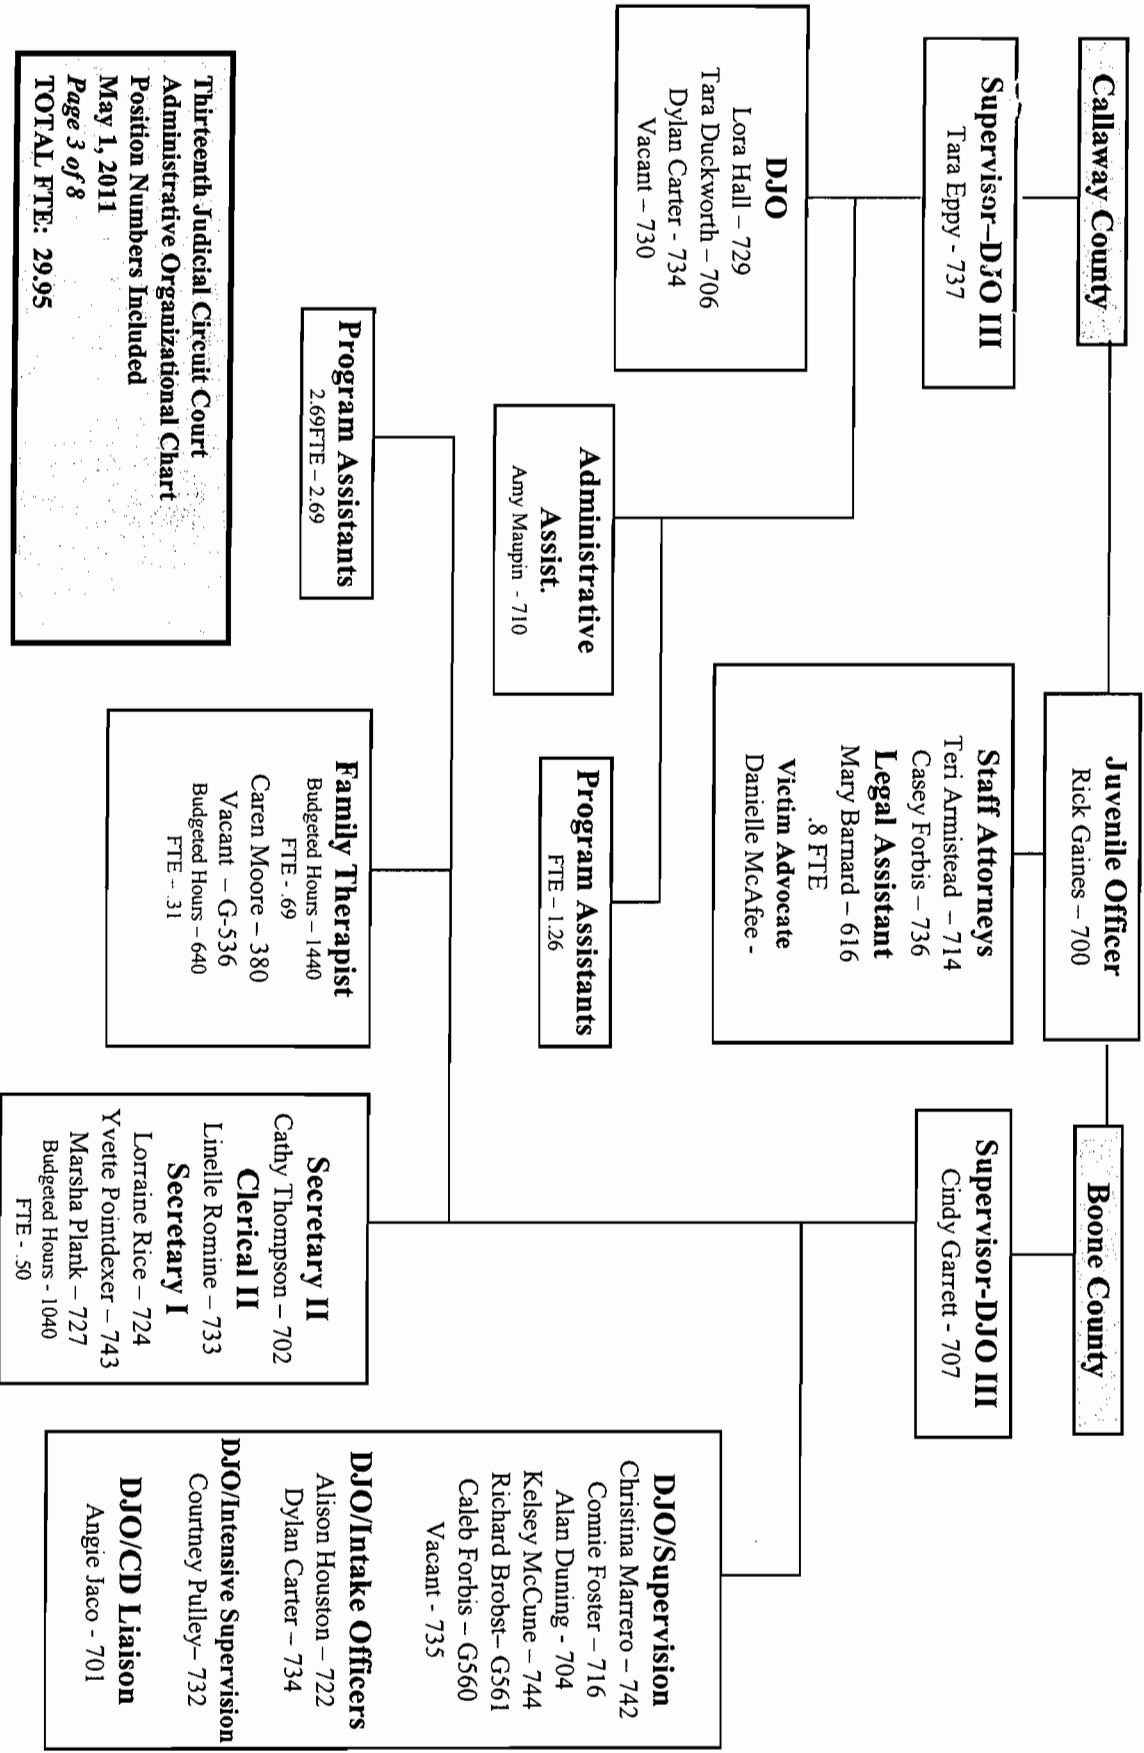 Juvenile Officer
Rick Gaines – 700
Callaway County
Boone County
Supervisor–DJO III
Tara Eppy - 737
Staff Attorneys
Teri Armistead – 714
Casey Forbis – 736
Legal Assistant
Mary Barnard – 616
.8 FTE
Victim Advocate
Danielle McAfee -
Supervisor-DJO III
Cindy Garrett - 707
DJO
Lora Hall – 729
Tara Duckworth – 706
Dylan Carter - 734
Vacant – 730
Administrative
Assist.
Amy Maupin - 710
Program Assistants
FTE – 1.26
DJO/Supervision
Christina Marrero – 742
Connie Foster – 716
Alan Duning - 704
Kelsey McCune – 744
Richard Brobst– G561
Caleb Forbis – G560
Vacant - 735
DJO/Intake Officers
Alison Houston – 722
Dylan Carter – 734
DJO/Intensive Supervision
Courtney Pulley– 732
DJO/CD Liaison
Angie Jaco - 701
Program Assistants
2.69FTE – 2.69
Family Therapist
Budgeted Hours – 1440
FTE - .69
Caren Moore – 380
Vacant – G-536
Budgeted Hours – 640
FTE – .31
Secretary II
Cathy Thompson – 702
Clerical II
Linelle Romine – 733
Secretary I
Lorraine Rice – 724
Yvette Pointdexer – 743
Marsha Plank – 727
Budgeted Hours - 1040
FTE - .50
Thirteenth Judicial Circuit Court
Administrative Organizational Chart
Position Numbers Included
May 1, 2011
Page 3 of 8
TOTAL FTE: 29.95